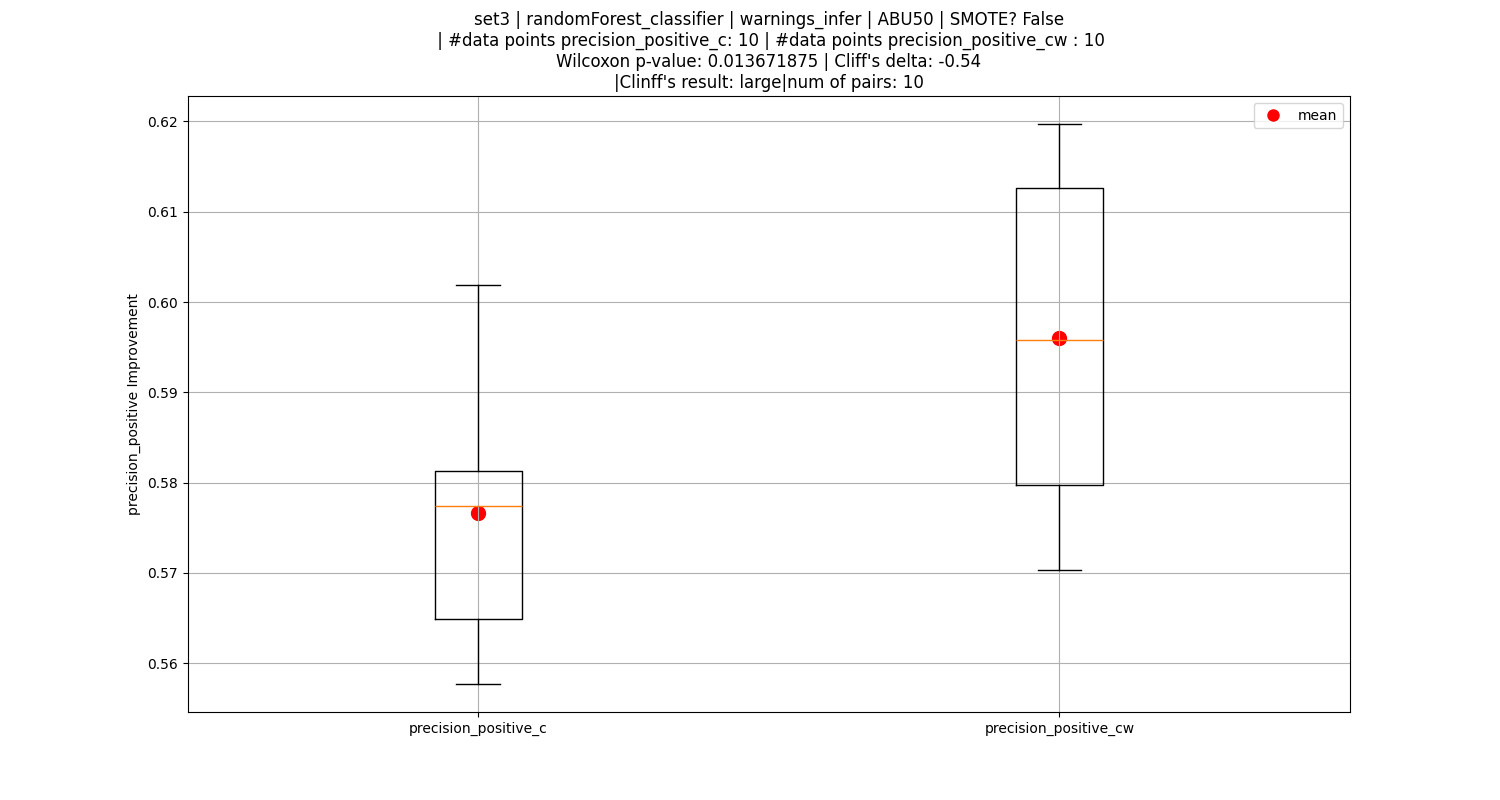 set3 | randomForest_classifier | warnings_infer | ABU50 | SMOTE? False
| #data points precision_positive_c: 10 | #data points precision_positive_cw : 10
Wilcoxon p-value: 0.013671875 | Cliff's delta: -0.54
|Clinff's result: large|num of pairs: 10
mean
0.62
0.61
0.60
0.59
0.58
0.57
0.56
precision_positive Improvement
precision_positive_c
precision_positive_cw